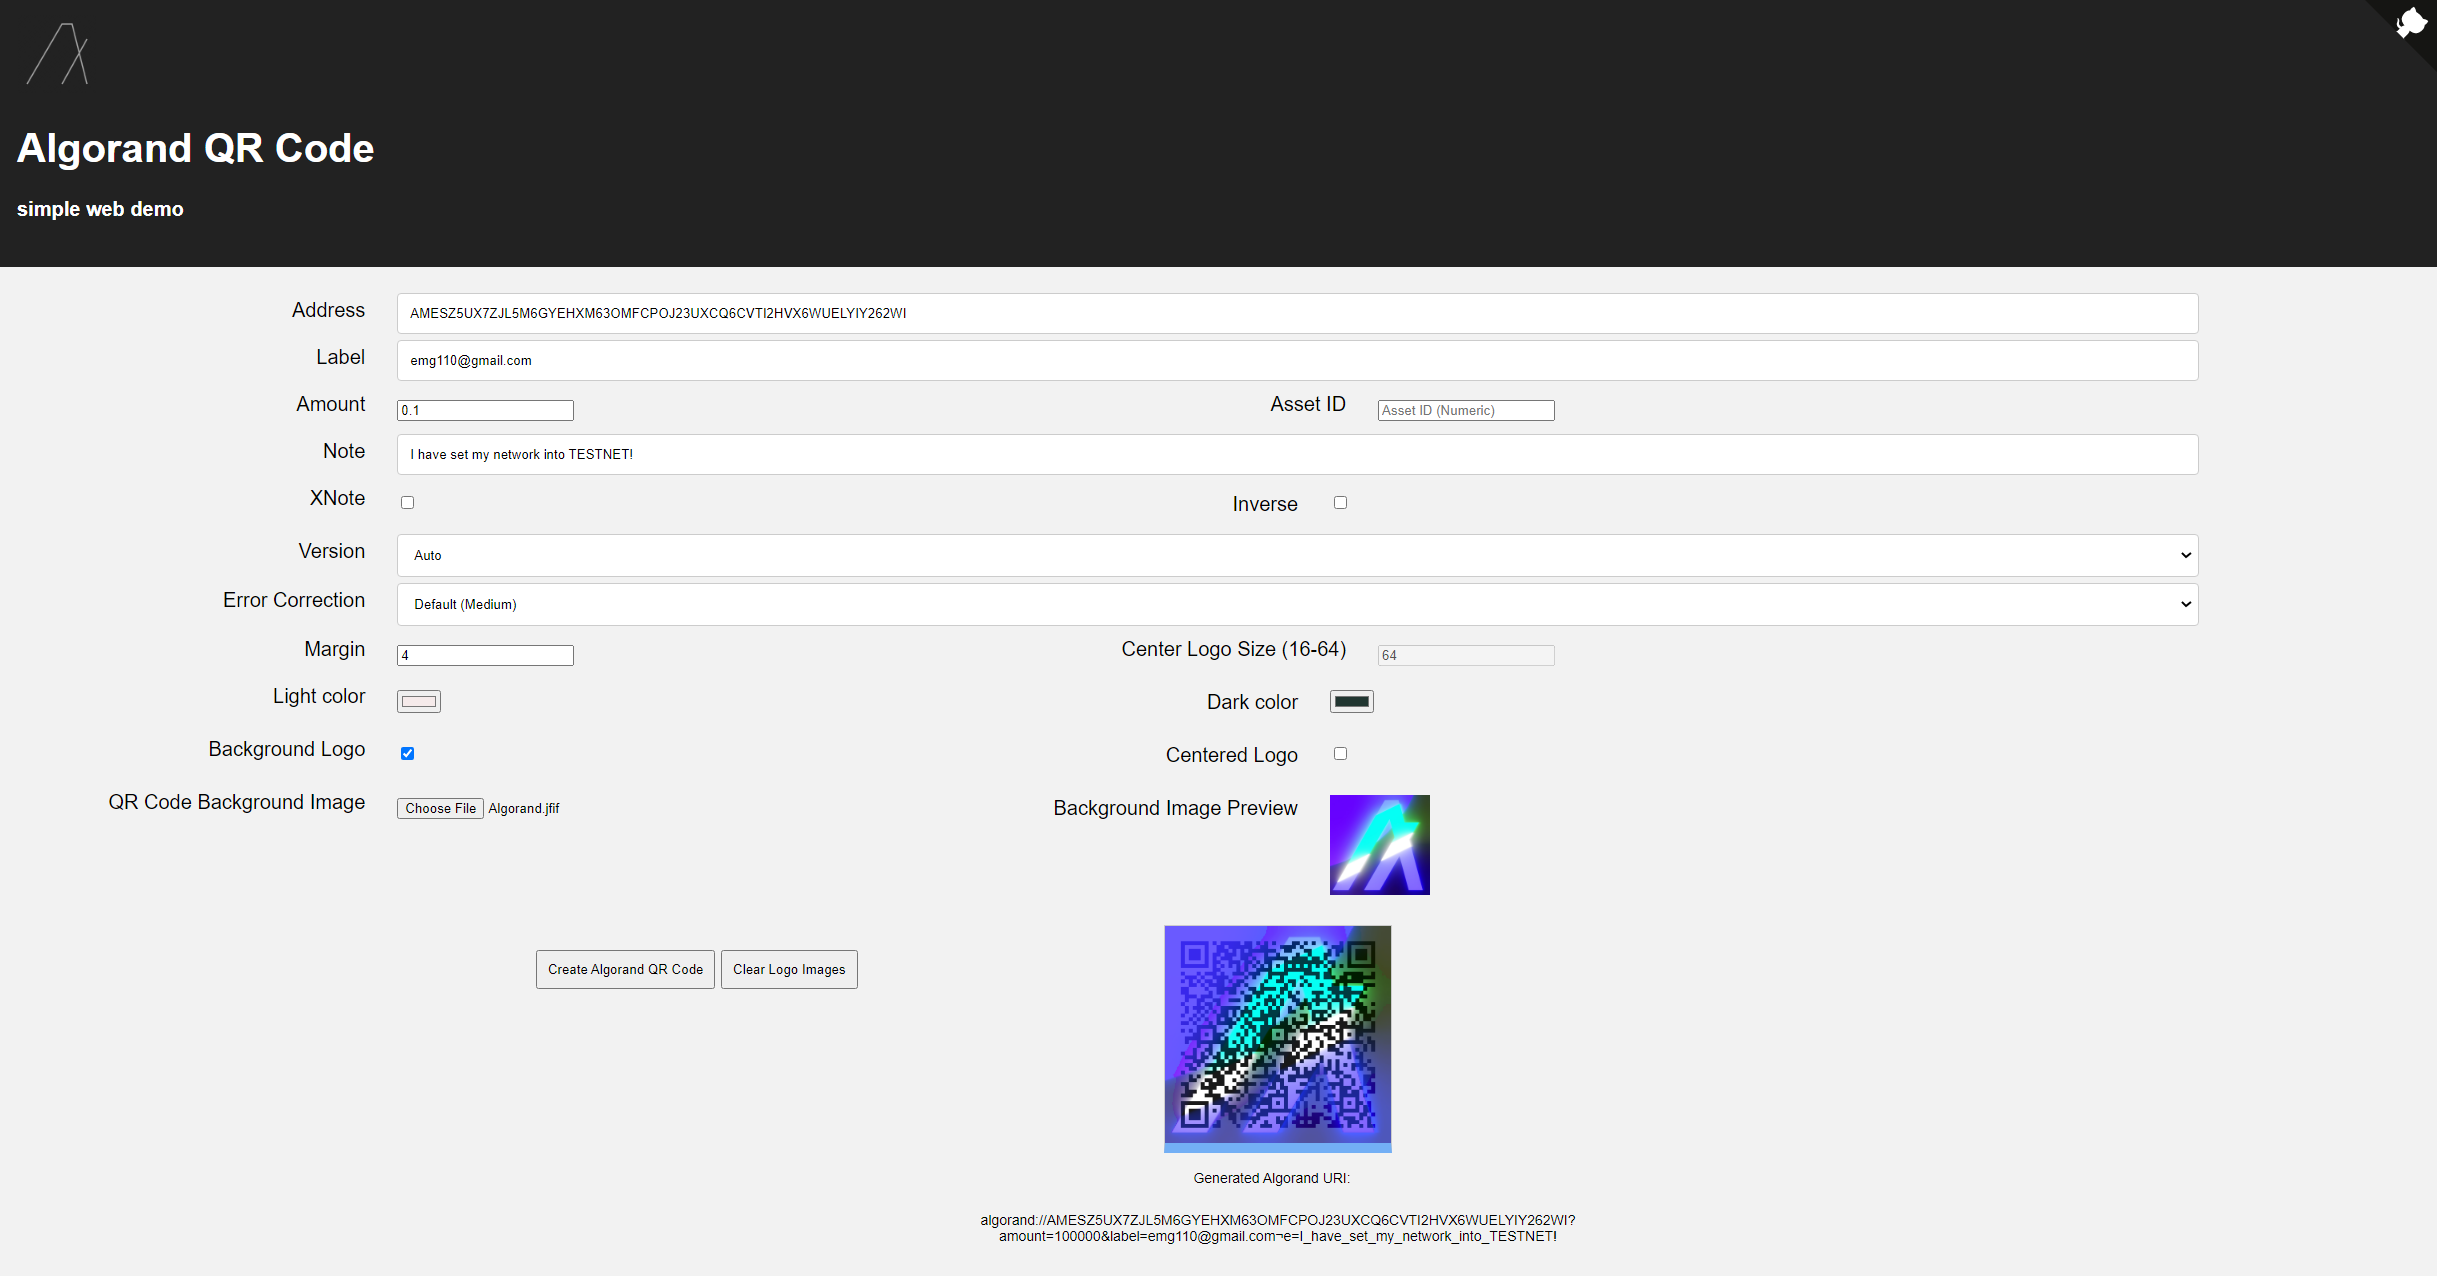 Algorand QR Code
simple web demo
Address AMESZ5UX7ZJL5M6GYEHXM63OMFCPOJ23UXCQ6CVTI2HVX6WUELYIY262WI
Label emg110@gmail.com
Amount 0.1 Asset ID Asset ID (Numeric)
Note I have set my network into TESTNET!
XNote Inverse
Version Auto
Error Correction Default (Medium)
Margin 4 Center Logo Size (16-64) 64
Light color Dark color
Background Logo Centered Logo
QR Code Background Image Choose File Algorand.jfif Background Image Preview
Create Algorand QR Code Clear Logo Images
Generated Algorand URI:
algorand://AMESZ5UX7ZJL5M6GYEHXM63OMFCPOJ23UXCQ6CVTI2HVX6WUELYIY262WI?
amount=100000&label=emg110@gmail.com¬e=I_have_set_my_network_into_TESTNET!